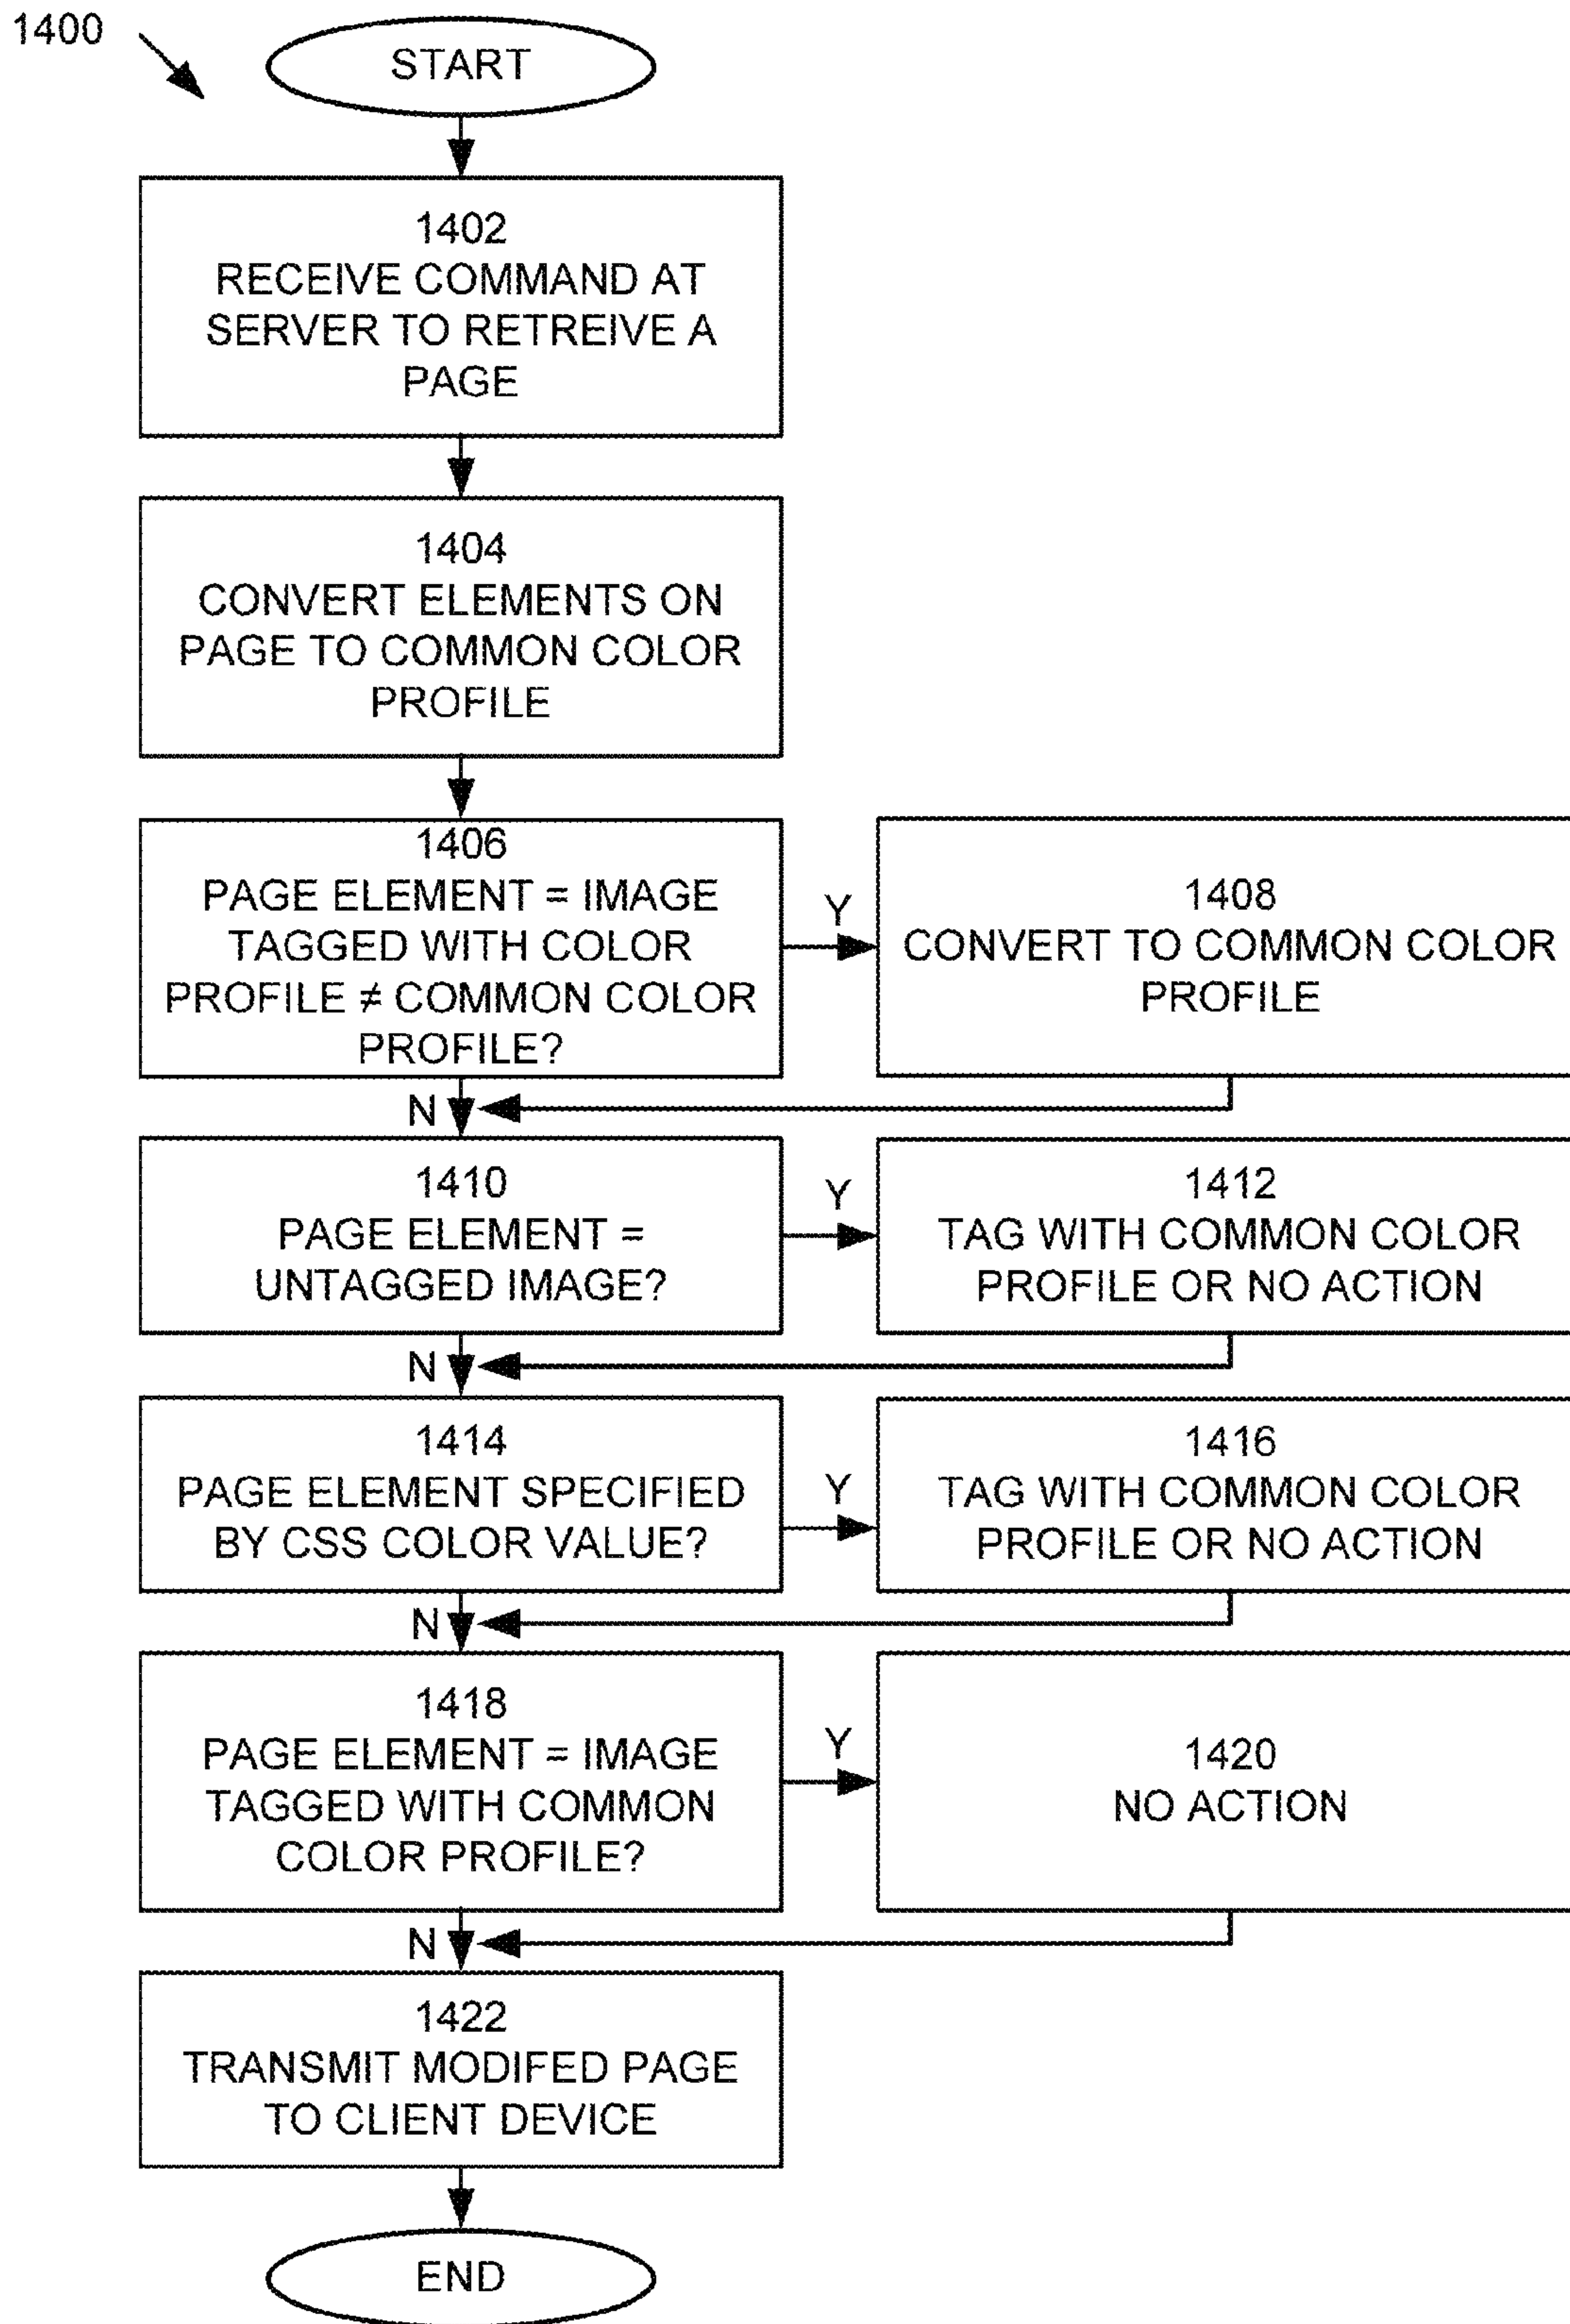 1400
START
1402
RECEIVE COMMAND AT
SERVER TO RETREIVE A
PAGE
1404
CONVERT ELEMENTS ON
PAGE TO COMMON COLOR
PROFILE
1406
PAGE ELEMENT = IMAGE
TAGGED WITH COLOR
PROFILE ≠ COMMON COLOR
PROFILE?
Y
1408
CONVERT TO COMMON COLOR
PROFILE
N
1410
PAGE ELEMENT =
UNTAGGED IMAGE?
Y
1412
TAG WITH COMMON COLOR
PROFILE OR NO ACTION
N
1414
PAGE ELEMENT SPECIFIED
BY CSS COLOR VALUE?
Y
1416
TAG WITH COMMON COLOR
PROFILE OR NO ACTION
N
1418
PAGE ELEMENT = IMAGE
TAGGED WITH COMMON
COLOR PROFILE?
Y
1420
NO ACTION
N
1422
TRANSMIT MODIFED PAGE
TO CLIENT DEVICE
END